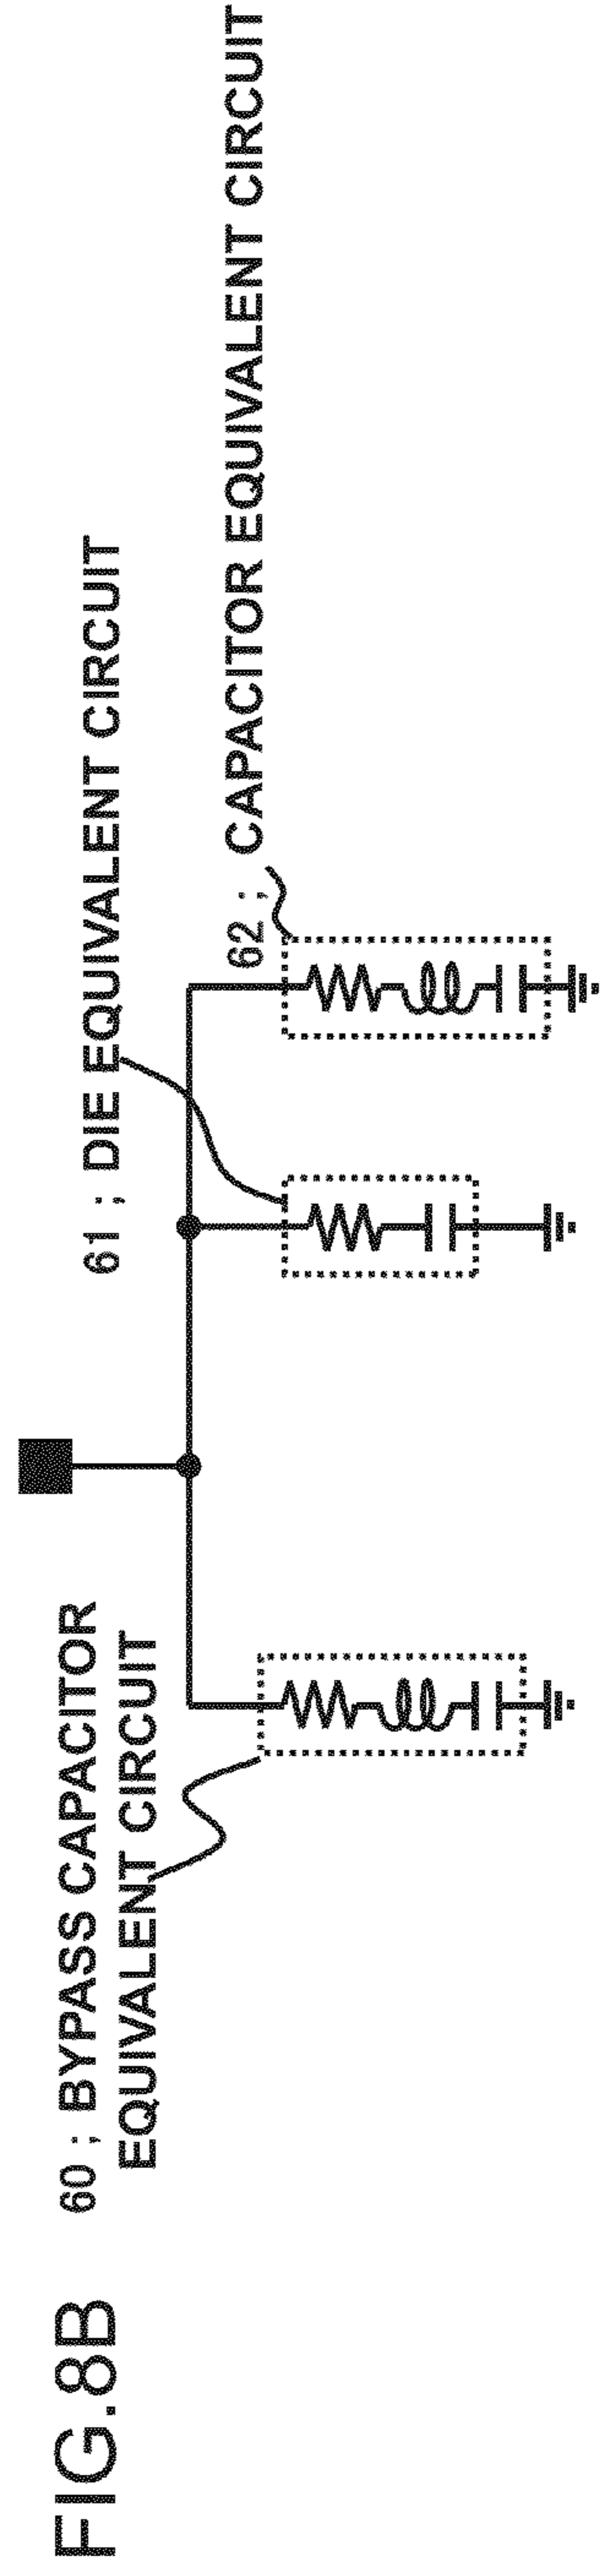 FIG.8B
60 ; BYPASS CAPACITOR
EQUIVALENT CIRCUIT
61 ; DIE EQUIVALENT CIRCUIT
62 ; CAPACITOR EQUIVALENT CIRCUIT